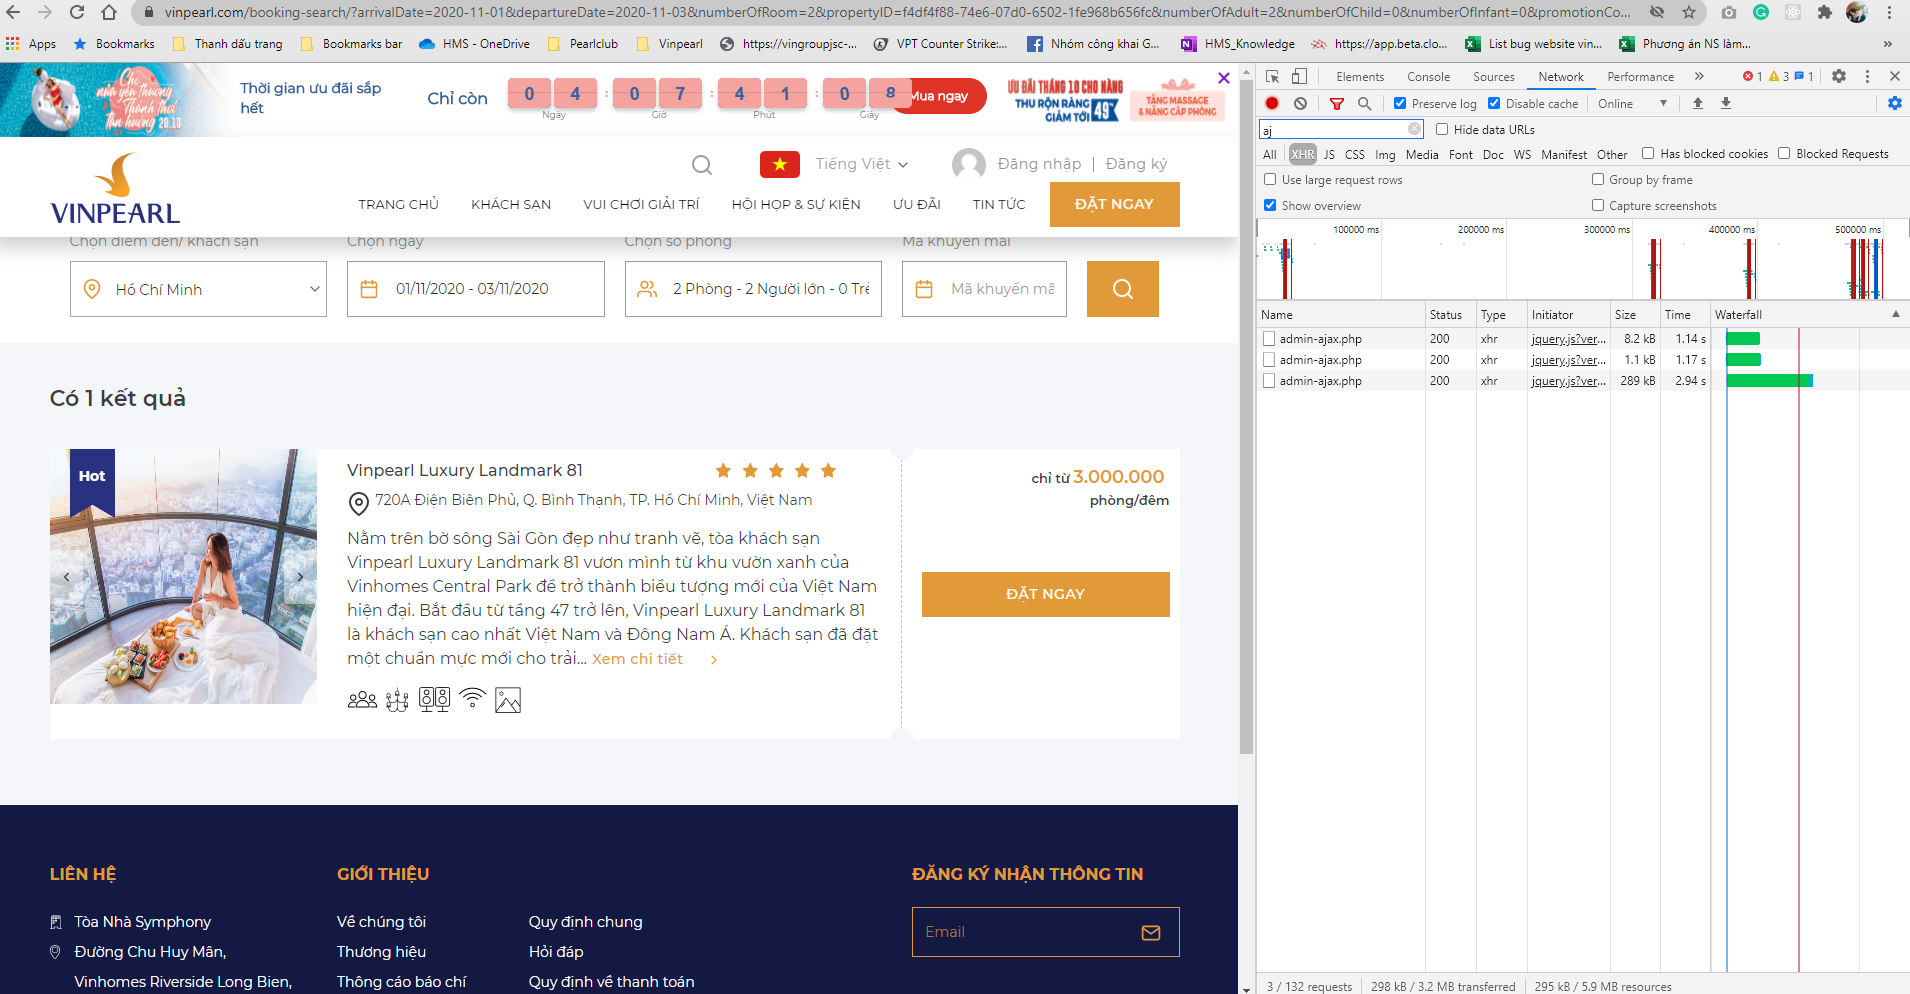 vinpearl.com/booking-search/?arrivalDate=2020-11-01&departureDate=2020-11-03&numberOfRoom=2&propertyID=f4df4f88-74e6-07d0-6502-1fe968b656fc&numberOfAdult=2&numberOfChild=0&numberOfInfant=0&promotionCo...
Apps Bookmarks Thanh dấu trang Bookmarks bar HMS - OneDrive Pearlclub Vinpearl https://vingroupjsc-... VPT Counter Strike:... Nhóm công khai G... HMS_Knowledge https://app.beta.clo... List bug website vin... Phương án NS làm... »
Cho
mình yêu thương
Thảnh thơi
tận hưởng 20.10
Thời gian ưu đãi sắp
hết
Chỉ còn
0 4 : 0 7 : 4 1 : 0 8
Ngày Giờ Phút Giây
Mua ngay
ƯU ĐÃI THÁNG 10 CHO NÀNG
THU RỘN RÀNG
GIẢM TỚI 49%
TẶNG MASSAGE
& NÂNG CẤP PHÒNG
VINPEARL
Tiếng Việt
Đăng nhập | Đăng ký
TRANG CHỦ KHÁCH SẠN VUI CHƠI GIẢI TRÍ HỘI HỌP & SỰ KIỆN ƯU ĐÃI TIN TỨC ĐẶT NGAY
Chọn điểm đến/ khách sạn Chọn ngày Chọn số phòng Mã khuyến mãi
Hồ Chí Minh 01/11/2020 - 03/11/2020 2 Phòng - 2 Người lớn - 0 Trẻ Mã khuyến mã
Có 1 kết quả
Hot
Vinpearl Luxury Landmark 81
720A Điện Biên Phủ, Q. Bình Thạnh, TP. Hồ Chí Minh, Việt Nam
Nằm trên bờ sông Sài Gòn đẹp như tranh vẽ, tòa khách sạn
Vinpearl Luxury Landmark 81 vươn mình từ khu vườn xanh của
Vinhomes Central Park để trở thành biểu tượng mới của Việt Nam
hiện đại. Bắt đầu từ tầng 47 trở lên, Vinpearl Luxury Landmark 81
là khách sạn cao nhất Việt Nam và Đông Nam Á. Khách sạn đã đặt
một chuẩn mực mới cho trải... Xem chi tiết
chỉ từ 3.000.000
phòng/đêm
ĐẶT NGAY
LIÊN HỆ
Tòa Nhà Symphony
Đường Chu Huy Mân,
Vinhomes Riverside Long Bien,
GIỚI THIỆU
Về chúng tôi
Thương hiệu
Thông cáo báo chí
Quy định chung
Hỏi đáp
Quy định về thanh toán
ĐĂNG KÝ NHẬN THÔNG TIN
Email
Elements Console Sources Network Performance » 1 3 1
Preserve log Disable cache Online
aj Hide data URLs
All XHR JS CSS Img Media Font Doc WS Manifest Other Has blocked cookies Blocked Requests
Use large request rows Group by frame
Show overview Capture screenshots
100000 ms 200000 ms 300000 ms 400000 ms 500000 ms
Name Status Type Initiator Size Time Waterfall
admin-ajax.php 200 xhr jquery.js?ver... 8.2 kB 1.14 s
admin-ajax.php 200 xhr jquery.js?ver... 1.1 kB 1.17 s
admin-ajax.php 200 xhr jquery.js?ver... 289 kB 2.94 s
3 / 132 requests 298 kB / 3.2 MB transferred 295 kB / 5.9 MB resources